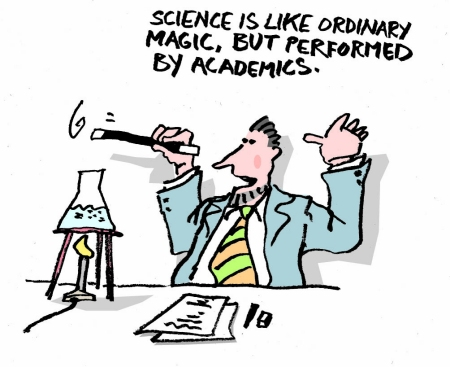 SCIENCE IS LIKE ORDINARY
MAGIC, BUT PERFORMED
BY ACADEMICS.